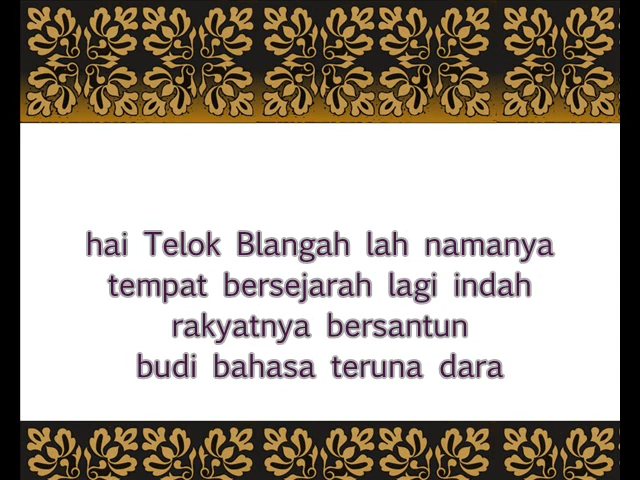 hai Telok Blangah lah namanya
tempat bersejarah lagi indah
rakyatnya bersantun
budi bahasa teruna dara